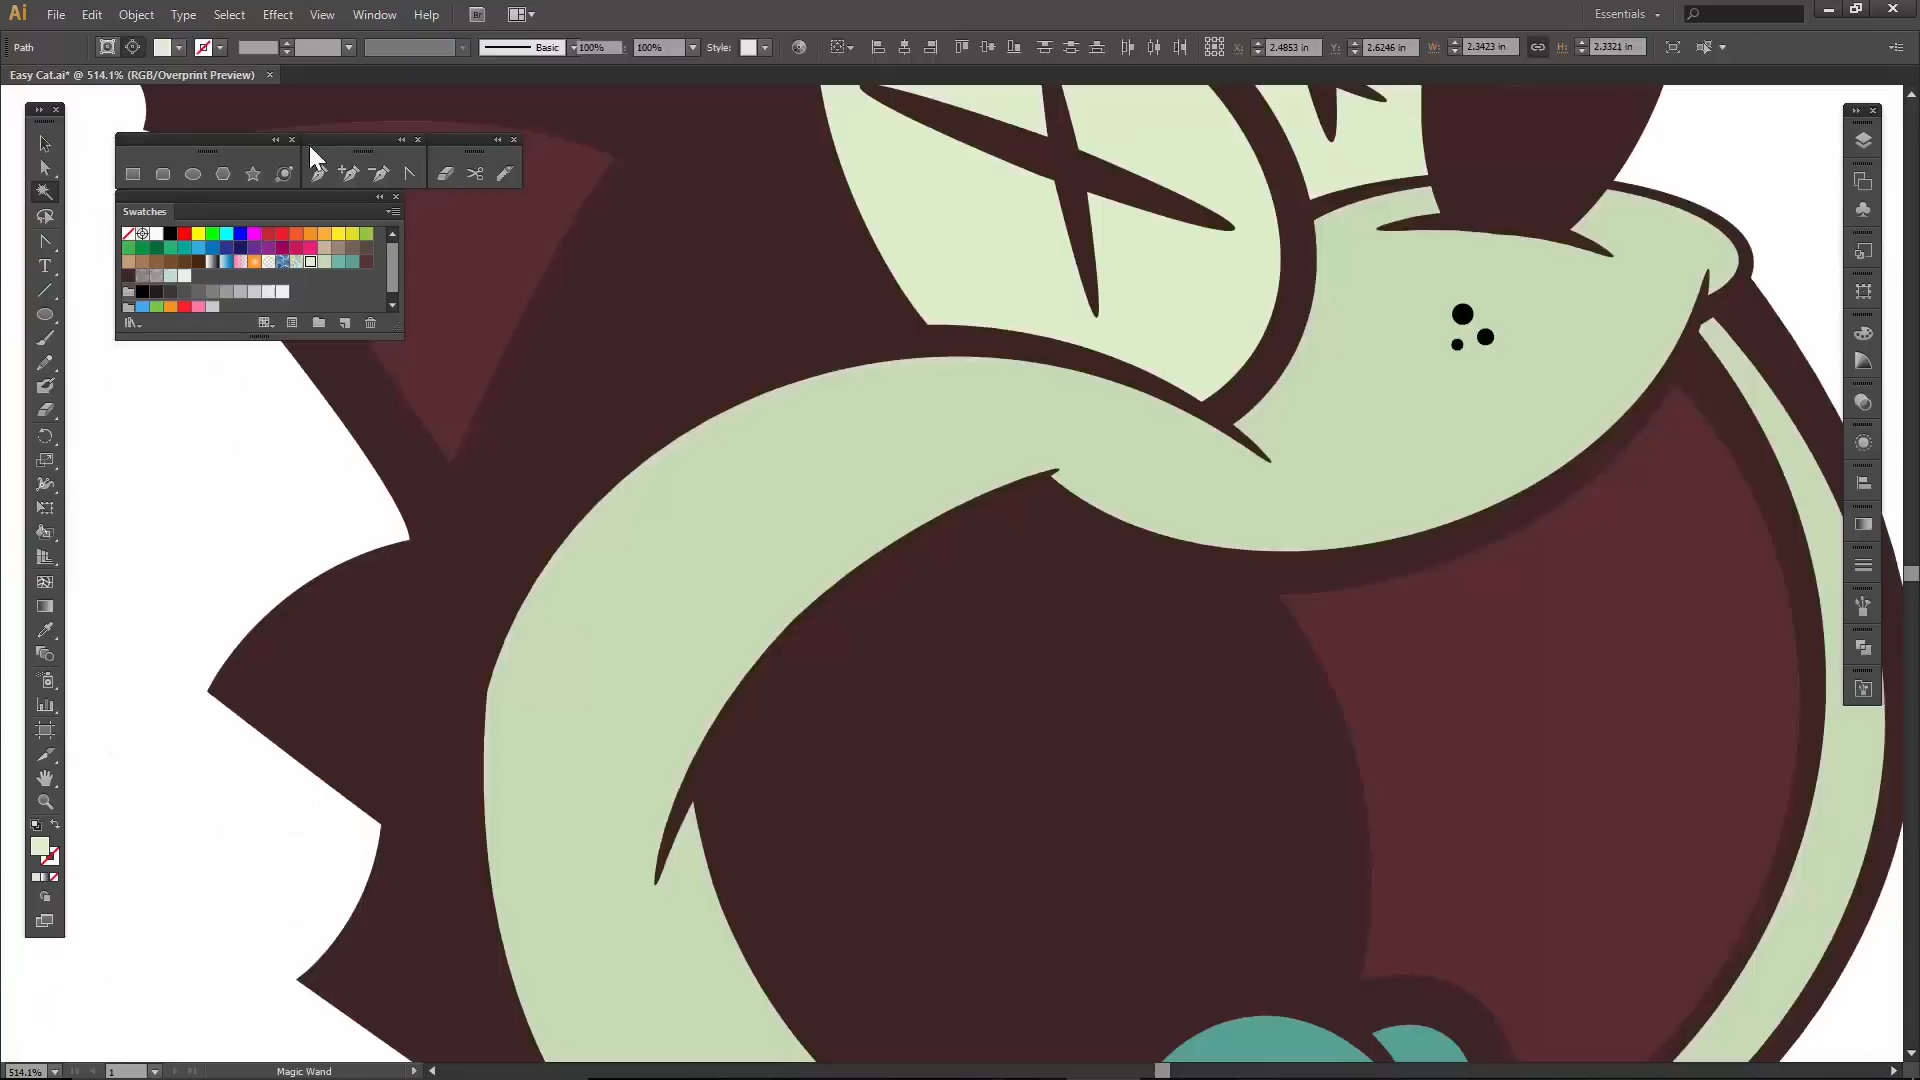 Ai File Edit Object Type Select Effect View Window Help Br Essentials
Path Basic 100% 100% Style: X: 2.4853 in Y: 2.6246 in W: 2.3423 in H: 2.3321 in
Easy Cat.ai* @ 514.1% (RGB/Overprint Preview)
Swatches
514.1% 1 Magic Wand